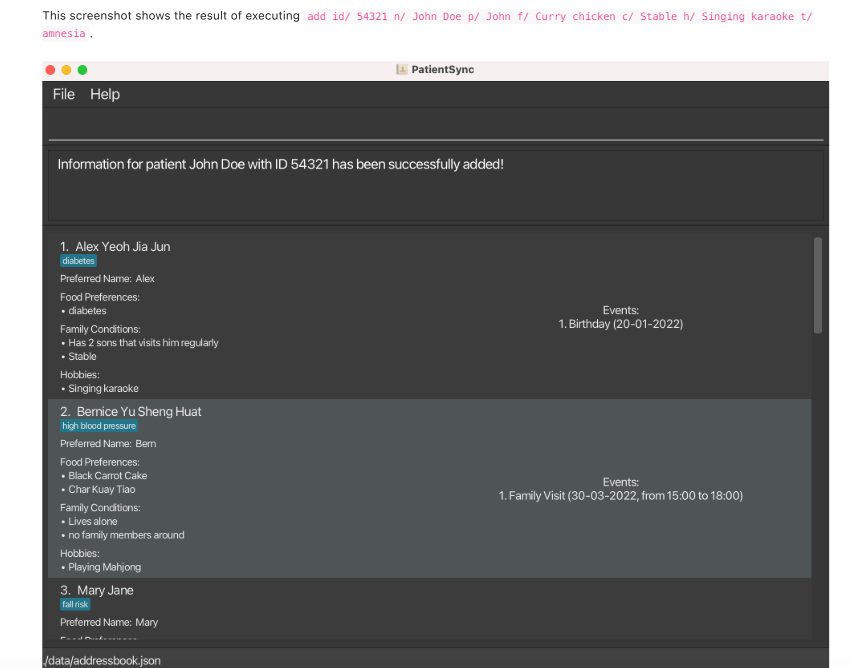 This screenshot shows the result of executing add id/ 54321 n/ John Doe p/ John f/ Curry chicken c/ Stable h/ Singing karaoke t/
amnesia .
PatientSync
File Help
Information for patient John Doe with ID 54321 has been successfully added!
1. Alex Yeoh Jia Jun
diabetes
Preferred Name: Alex
Food Preferences:
• diabetes
Family Conditions:
• Has 2 sons that visits him regularly
• Stable
Hobbies:
• Singing karaoke
Events:
1. Birthday (20-01-2022)
2. Bernice Yu Sheng Huat
high blood pressure
Preferred Name: Bern
Food Preferences:
• Black Carrot Cake
• Char Kuay Tiao
Family Conditions:
• Lives alone
• no family members around
Hobbies:
• Playing Mahjong
Events:
1. Family Visit (30-03-2022, from 15:00 to 18:00)
3. Mary Jane
fall risk
Preferred Name: Mary
/data/addressbook.json